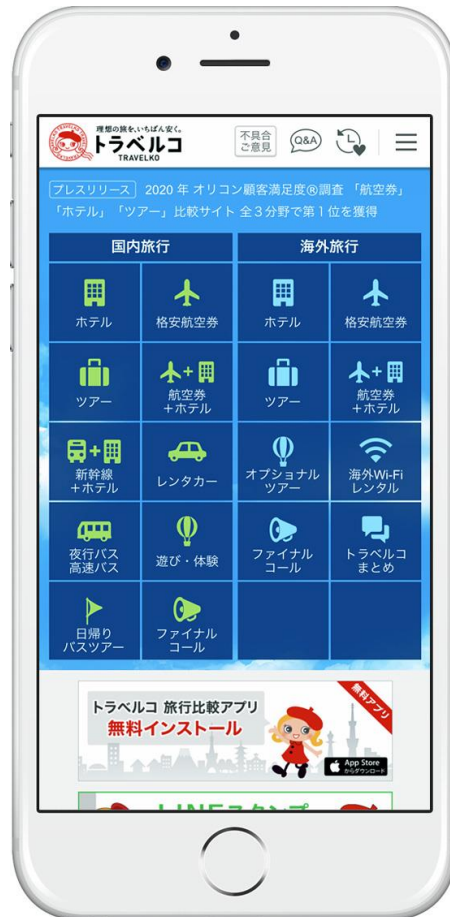 理想の旅を、いちばん安く。
トラベルコ
TRAVELKO
不具合
ご意見
Q&A
プレスリリース 2020 年 オリコン顧客満足度®調査 「航空券」
「ホテル」「ツアー」比較サイト 全３分野で第１位を獲得
国内旅行
海外旅行
ホテル
格安航空券
ホテル
格安航空券
ツアー
航空券
＋ホテル
ツアー
航空券
＋ホテル
新幹線
＋ホテル
レンタカー
オプショナル
ツアー
海外Wi-Fi
レンタル
夜行バス
高速バス
遊び・体験
ファイナル
コール
トラベルコ
まとめ
日帰り
バスツアー
ファイナル
コール
トラベルコ 旅行比較アプリ
無料インストール
無料アプリ
App Store
からダウンロード
LINEスタンプ